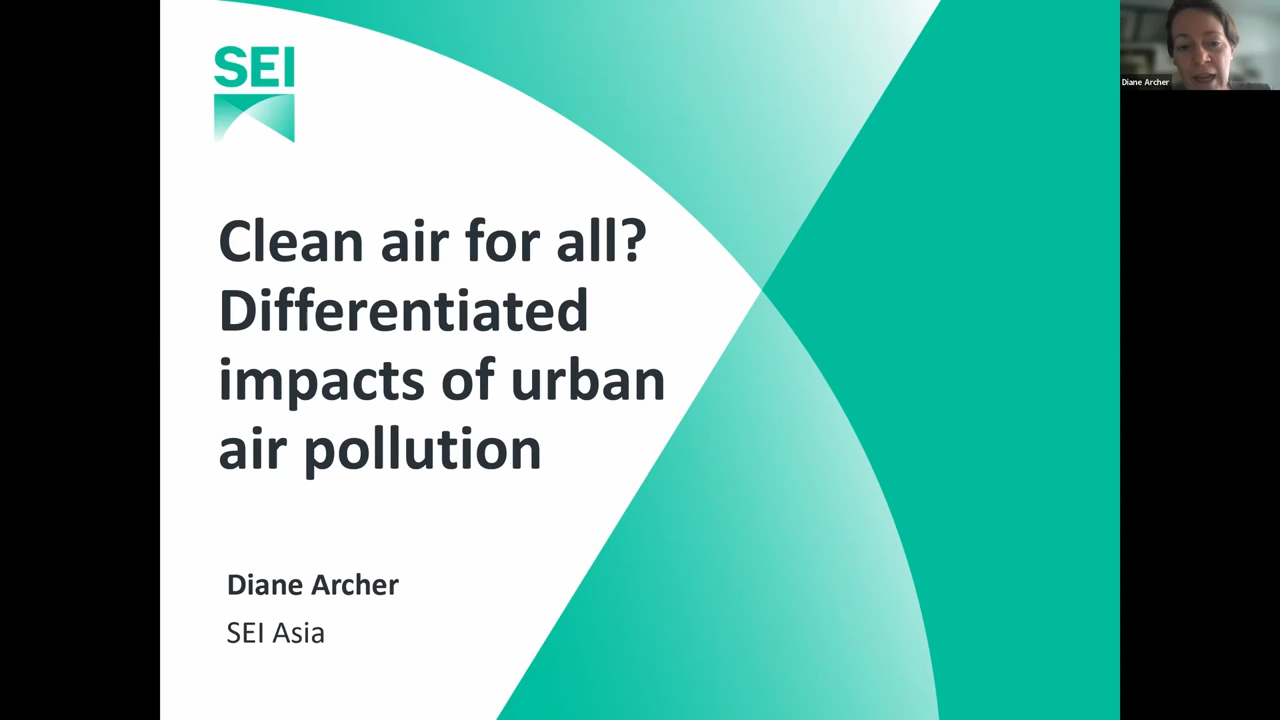 SEI
Diane Archer
Clean air for all?
Differentiated
impacts of urban
air pollution
Diane Archer
SEI Asia